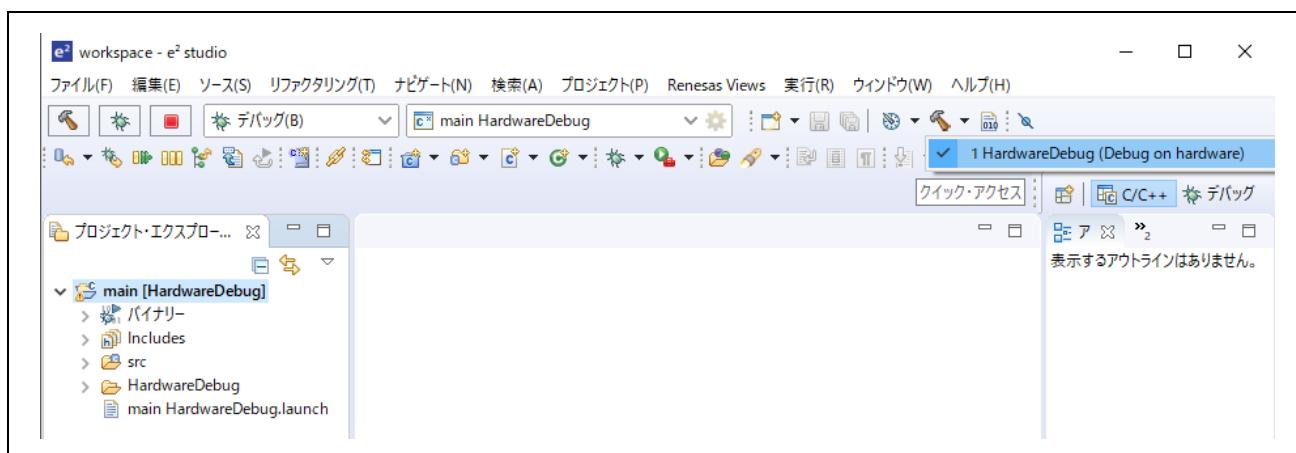 e² workspace - e² studio
ファイル(F) 編集(E) ソース(S) リファクタリング(T) ナビゲート(N) 検索(A) プロジェクト(P) Renesas Views 実行(R) ウィンドウ(W) ヘルプ(H)
デバッグ(B) main HardwareDebug
1 HardwareDebug (Debug on hardware)
クイック・アクセス C/C++ デバッグ
プロジェクト・エクスプロー... ア »2
表示するアウトラインはありません。
main [HardwareDebug]
バイナリー
Includes
src
HardwareDebug
main HardwareDebug.launch